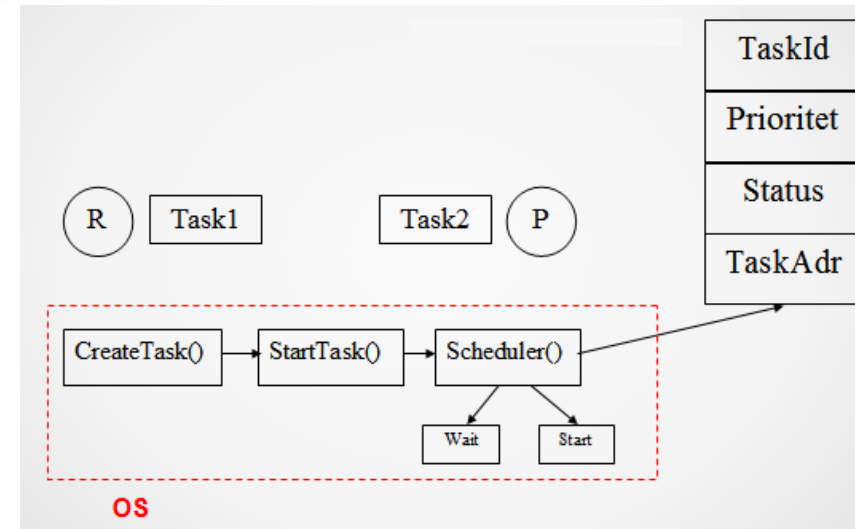 TaskId
Prioritet
Status
TaskAdr
R
Task1
Task2
P
CreateTask()
StartTask()
Scheduler()
Wait
Start
OS